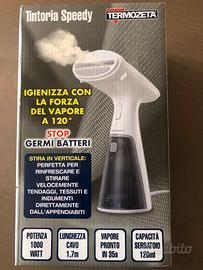 Tintoria Speedy
TERMOZETA
IGIENIZZA CON
LA FORZA
DEL VAPORE
A 120°
STOP
GERMI BATTERI
STIRA IN VERTICALE:
PERFETTA PER
RINFRESCARE E
STIRARE
VELOCEMENTE
TENDAGGI, TESSUTI E
INDUMENTI
DIRETTAMENTE
DALL'APPENDIABITI
POTENZA
1000
WATT
LUNGHEZZA
CAVO
1.7m
VAPORE
PRONTO
IN 35s
CAPACITÀ
SERBATOIO
120ml
subito